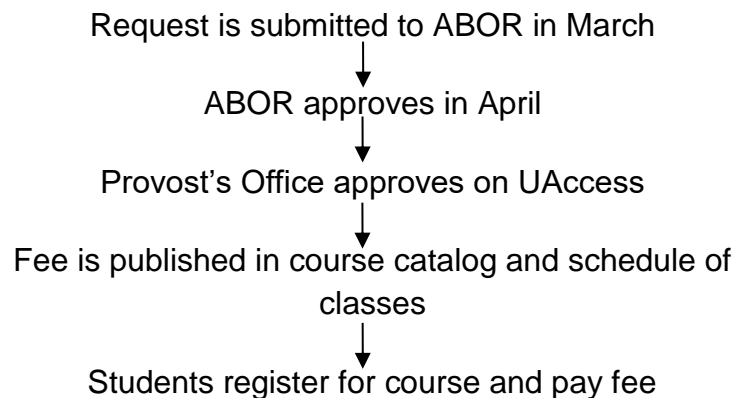 Request is submitted to ABOR in March
ABOR approves in April
Provost’s Office approves on UAccess
Fee is published in course catalog and schedule of
classes
Students register for course and pay fee